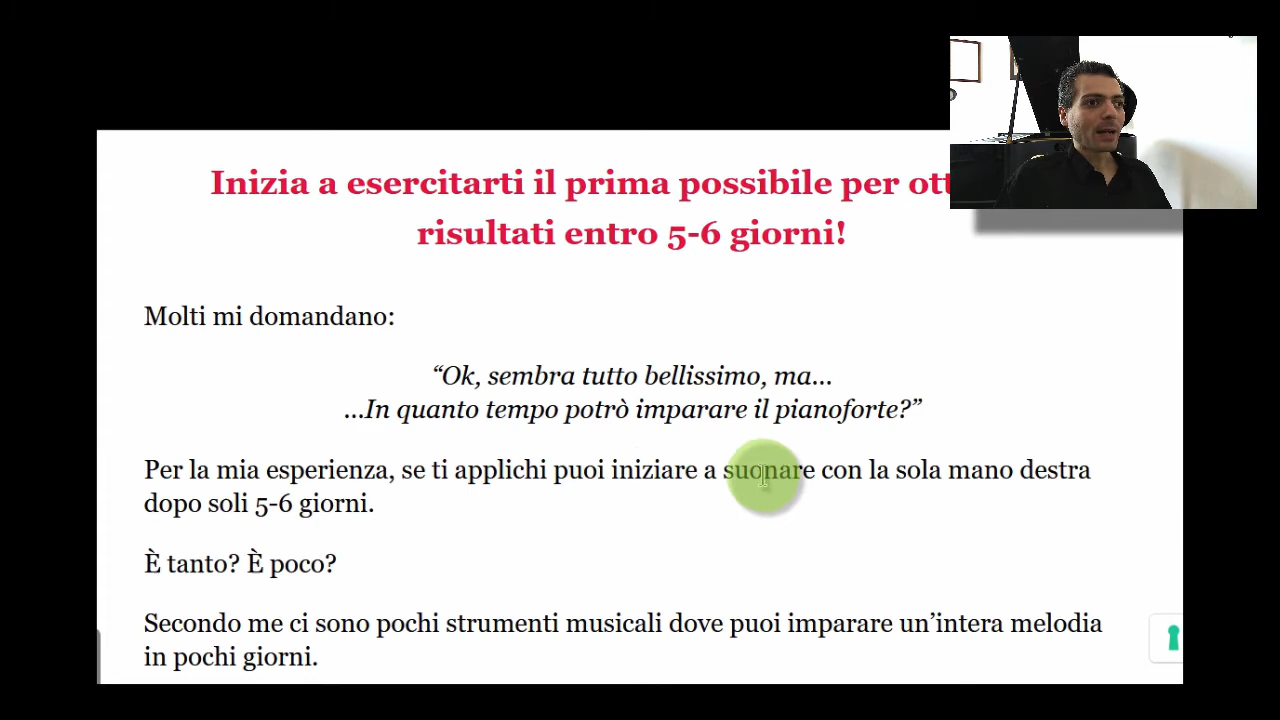 Inizia a esercitarti il prima possibile per
risultati entro 5-6 giorni!
Molti mi domandano:
“Ok, sembra tutto bellissimo, ma…
…In quanto tempo potrò imparare il pianoforte?”
Per la mia esperienza, se ti applichi puoi iniziare a suonare con la sola mano destra
dopo soli 5-6 giorni.
È tanto? È poco?
Secondo me ci sono pochi strumenti musicali dove puoi imparare un’intera melodia
in pochi giorni.